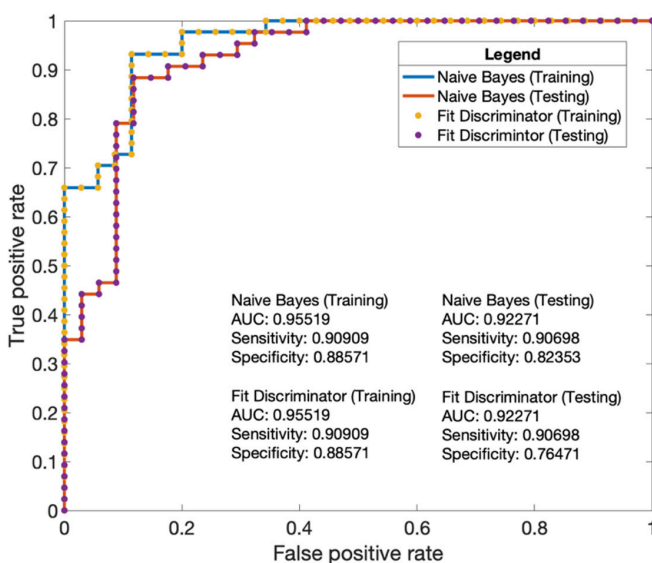 1
0.9
0.8
0.7
0.6
0.5
0.4
0.3
0.2
0.1
0
True positive rate
Legend
Naive Bayes (Training)
Naive Bayes (Testing)
Fit Discriminator (Training)
Fit Discrimintor (Testing)
Naive Bayes (Training)
AUC: 0.95519
Sensitivity: 0.90909
Specificity: 0.88571
Naive Bayes (Testing)
AUC: 0.92271
Sensitivity: 0.90698
Specificity: 0.82353
Fit Discriminator (Training)
AUC: 0.95519
Sensitivity: 0.90909
Specificity: 0.88571
Fit Discriminator (Testing)
AUC: 0.92271
Sensitivity: 0.90698
Specificity: 0.76471
0 0.2 0.4 0.6 0.8 1
False positive rate